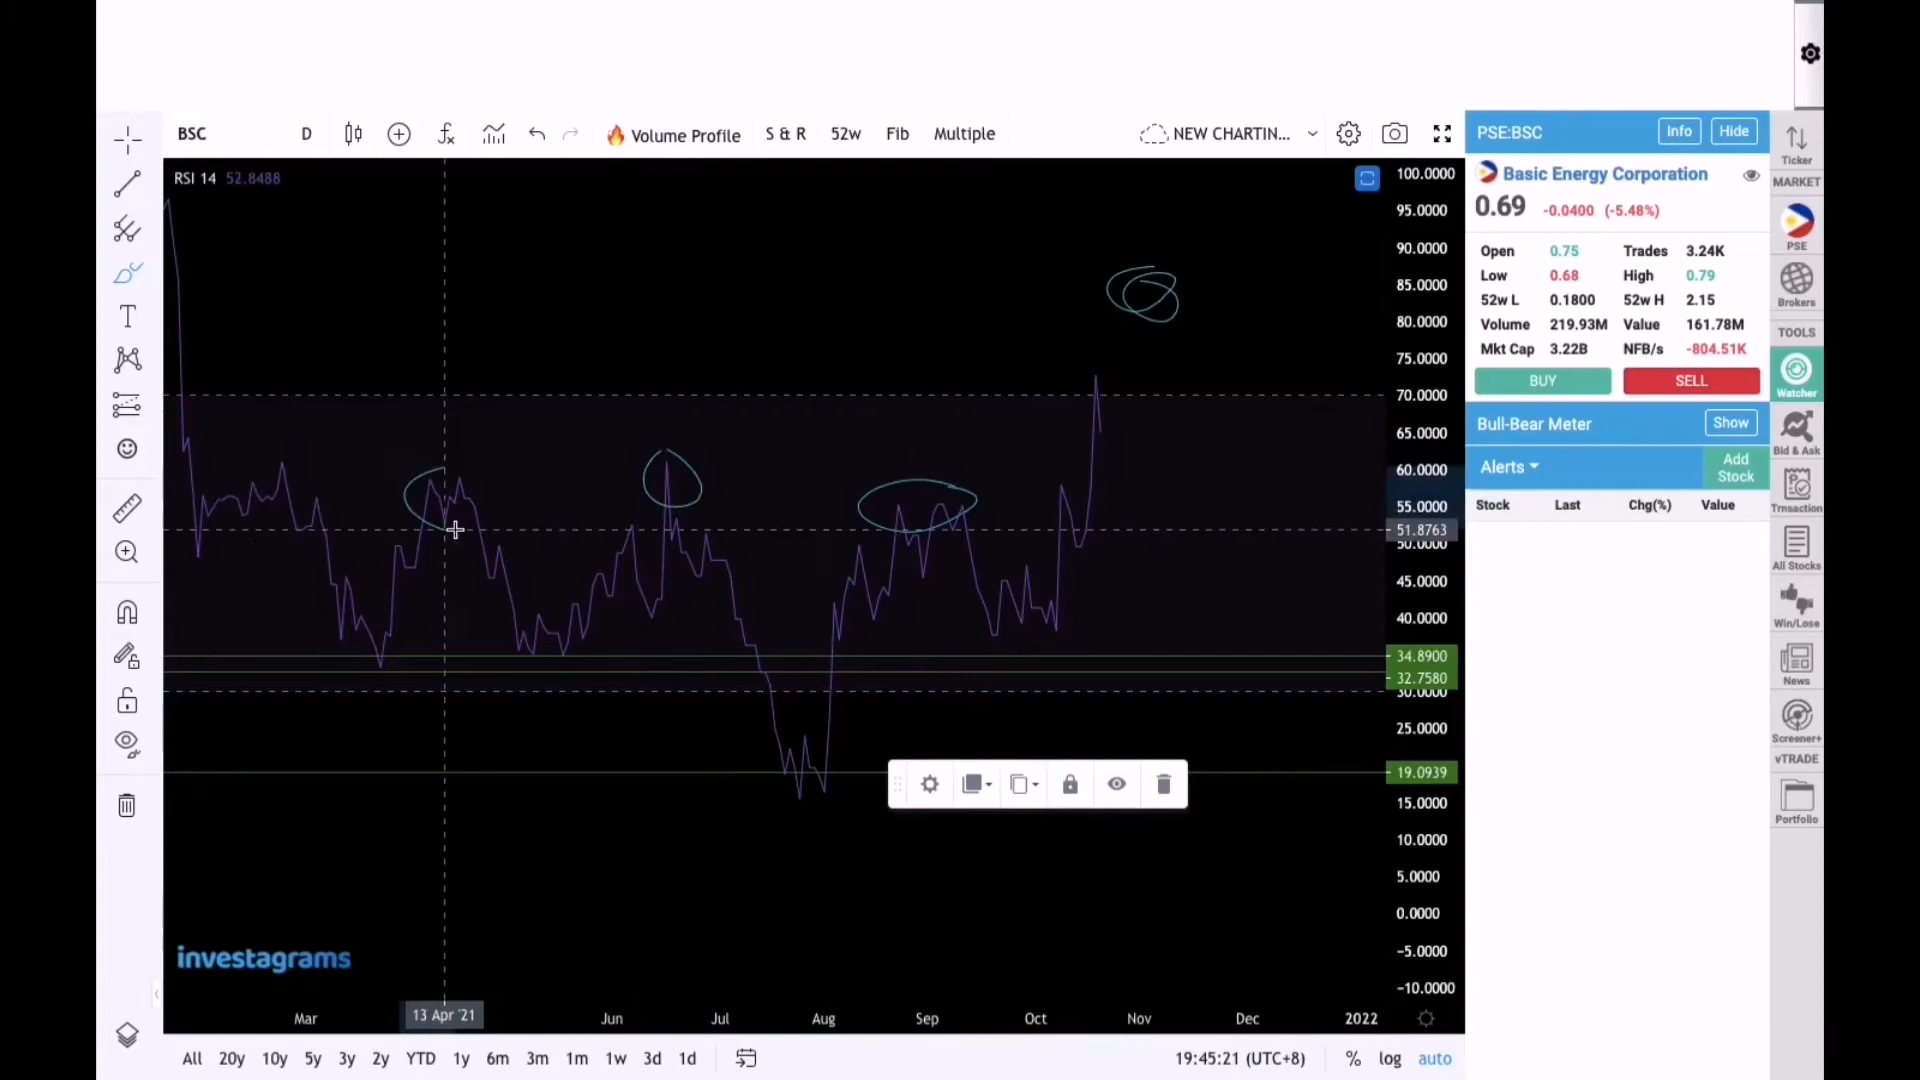 BSC D Volume Profile S & R 52w Fib Multiple NEW CHARTIN...
RSI 14 52.8488
100.0000
95.0000
90.0000
85.0000
80.0000
75.0000
70.0000
65.0000
60.0000
55.0000
51.8763
50.0000
45.0000
40.0000
34.8900
32.7580
30.0000
25.0000
19.0939
15.0000
10.0000
5.0000
0.0000
-5.0000
-10.0000
investagrams
Mar 13 Apr '21 Jun Jul Aug Sep Oct Nov Dec 2022
All 20y 10y 5y 3y 2y YTD 1y 6m 3m 1m 1w 3d 1d 19:45:21 (UTC+8) % log auto
PSE:BSC Info Hide
Basic Energy Corporation
0.69 -0.0400 (-5.48%)
Open 0.75 Trades 3.24K
Low 0.68 High 0.79
52w L 0.1800 52w H 2.15
Volume 219.93M Value 161.78M
Mkt Cap 3.22B NFB/s -804.51K
BUY SELL
Bull-Bear Meter Show
Alerts Add Stock
Stock Last Chg(%) Value
Ticker
MARKET
PSE
Brokers
TOOLS
Watcher
Bid & Ask
Trnsaction
All Stocks
Win/Lose
News
Screener+
vTRADE
Portfolio